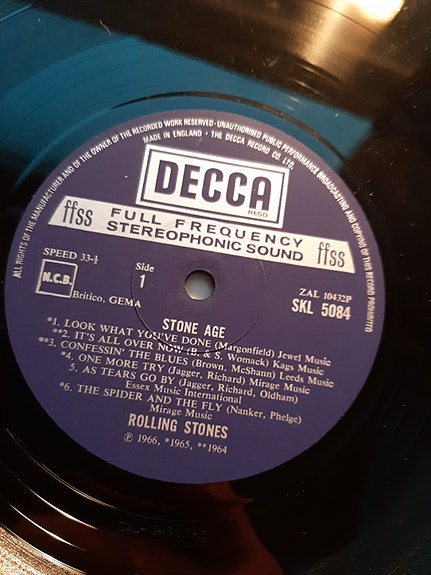 ALL RIGHTS OF THE MANUFACTURER AND OF THE OWNER OF THE RECORDED WORK RESERVED · UNAUTHORISED PUBLIC PERFORMANCE BROADCASTING AND COPYING OF THIS RECORD PROHIBITED
MADE IN ENGLAND · THE DECCA RECORD CO LTD.
DECCA
REGD
ffss FULL FREQUENCY STEREOPHONIC SOUND ffss
SPEED 33⅓
Side
1
N.C.B.
Britico, GEMA
ZAL 10432P
SKL 5084
STONE AGE
*1. LOOK WHAT YOU'VE DONE (Margonfield) Jewel Music
**2. IT'S ALL OVER NOW (B. & S. Womack) Kags Music
**3. CONFESSIN' THE BLUES (Brown, McShann) Leeds Music
*4. ONE MORE TRY (Jagger, Richard) Mirage Music
5. AS TEARS GO BY (Jagger, Richard, Oldham)
Essex Music International
*6. THE SPIDER AND THE FLY (Nanker, Phelge)
Mirage Music
ROLLING STONES
℗ 1966, *1965, **1964